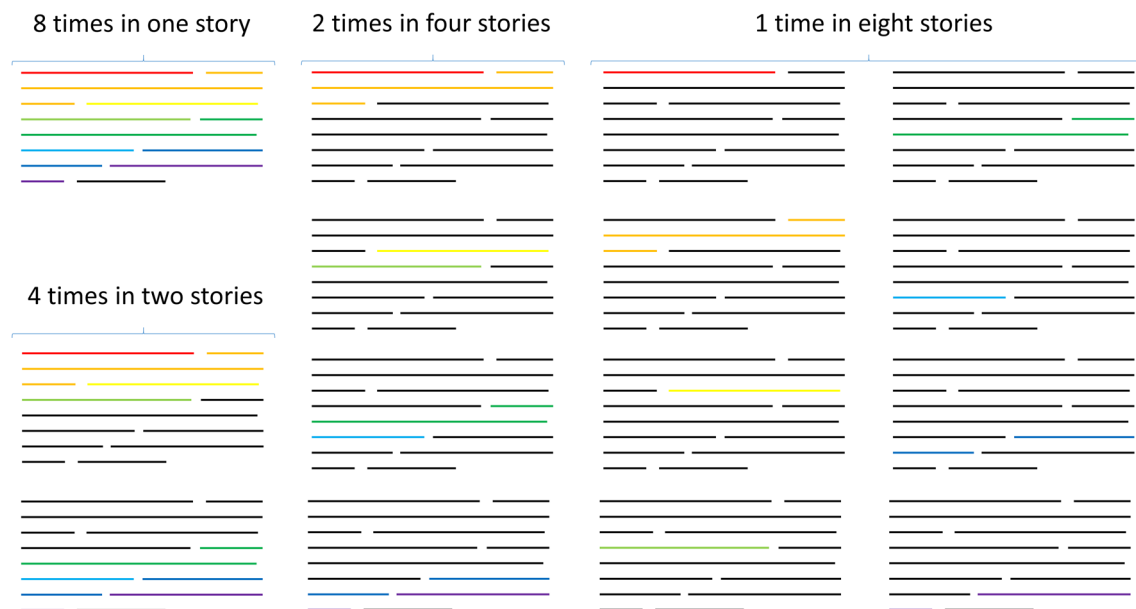 8 times in one story
2 times in four stories
1 time in eight stories
4 times in two stories